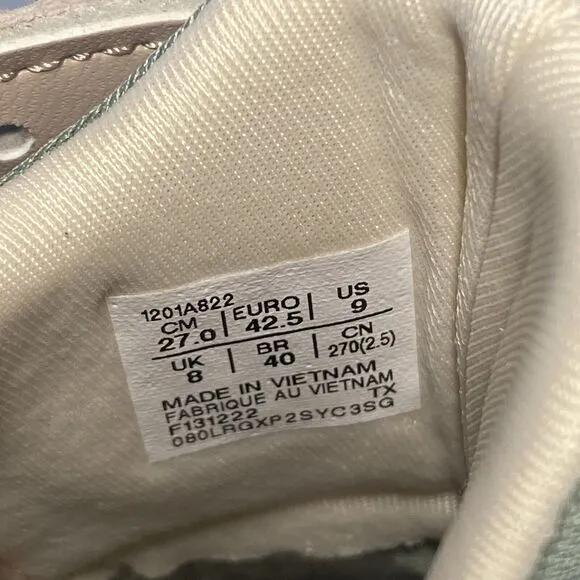 1201A822
CM EURO US
27.0 42.5 9
UK BR CN
8 40 270(2.5)
MADE IN VIETNAM
FABRIQUE AU VIETNAM
F131222 TX
080LRGXP2SYC3SG